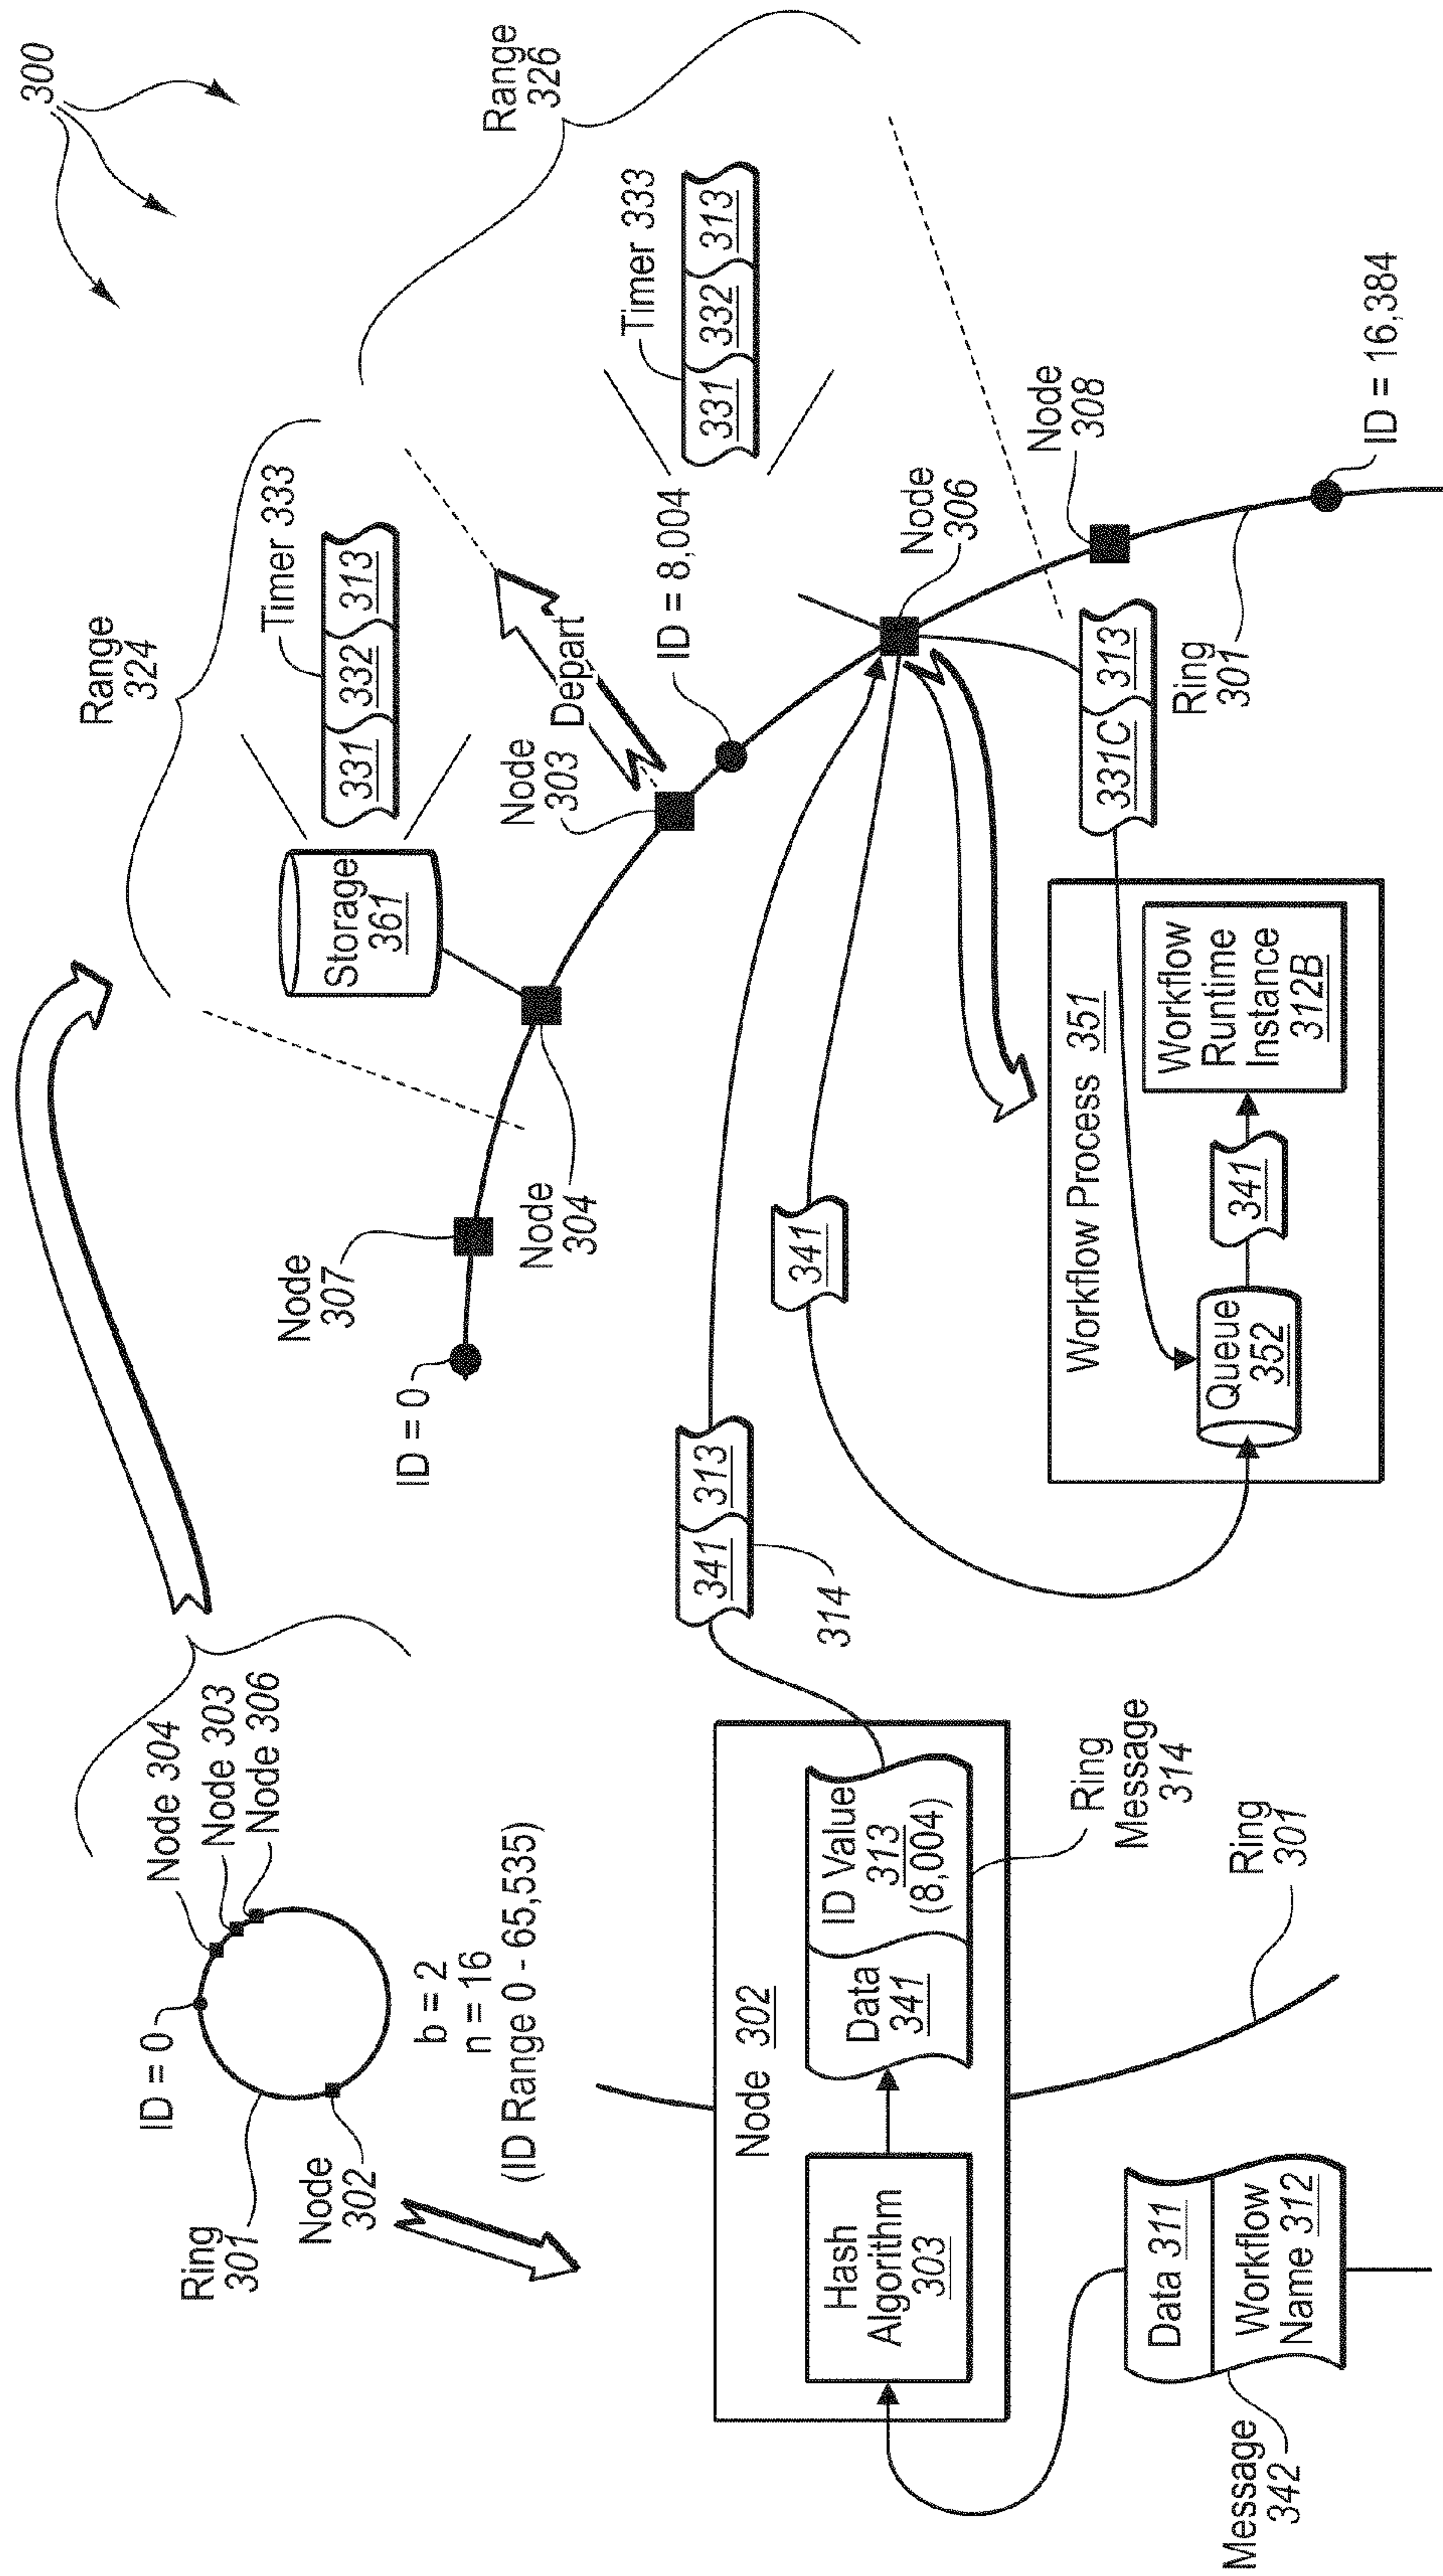 300
Range
324
Range
326
Timer 333
331 332 313
Timer 333
331 332 313
Storage
361
Depart
Node
303
ID = 8,004
Node
307
Node
304
ID = 0
Node
306
Node
308
ID = 16,384
Ring
301
331C 313
ID = 0
Node 304
Node 303
Node 306
Ring
301
Node
302
b = 2
n = 16
(ID Range 0 - 65,535)
341 313
314
341
Workflow Process 351
Queue
352
341
Workflow
Runtime
Instance
312B
Node 302
Hash
Algorithm
303
Data
341
ID Value
313
(8,004)
Ring
Message
314
Ring
301
Data 311
Workflow
Name 312
Message
342